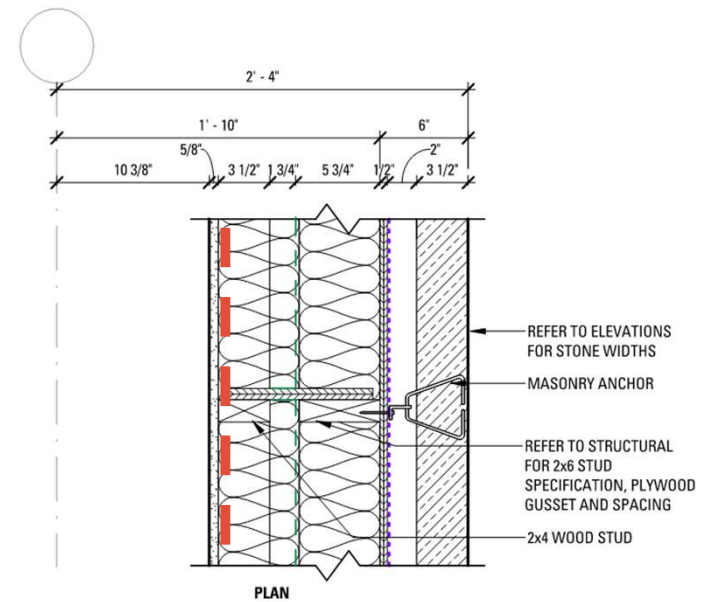 2' - 4"
1' - 10"
6"
5/8"
2"
10 3/8"
3 1/2"
1 3/4"
5 3/4"
1/2"
3 1/2"
REFER TO ELEVATIONS
FOR STONE WIDTHS
MASONRY ANCHOR
REFER TO STRUCTURAL
FOR 2x6 STUD
SPECIFICATION, PLYWOOD
GUSSET AND SPACING
2x4 WOOD STUD
PLAN